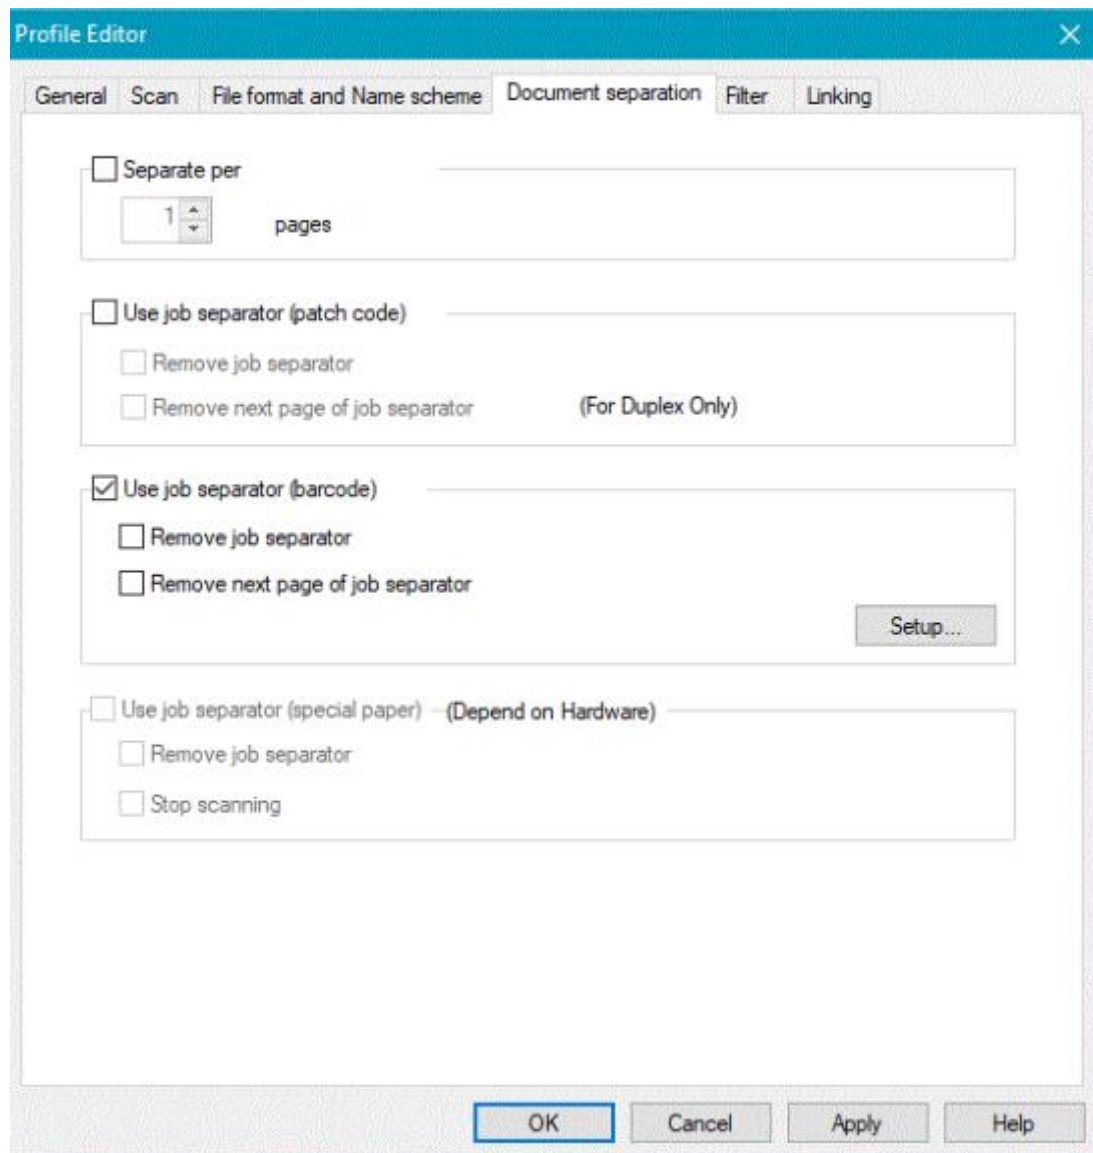 Profile Editor
General Scan File format and Name scheme Document separation Filter Linking
Separate per
1 pages
Use job separator (patch code)
Remove job separator
Remove next page of job separator (For Duplex Only)
Use job separator (barcode)
Remove job separator
Remove next page of job separator
Setup...
Use job separator (special paper) (Depend on Hardware)
Remove job separator
Stop scanning
OK Cancel Apply Help